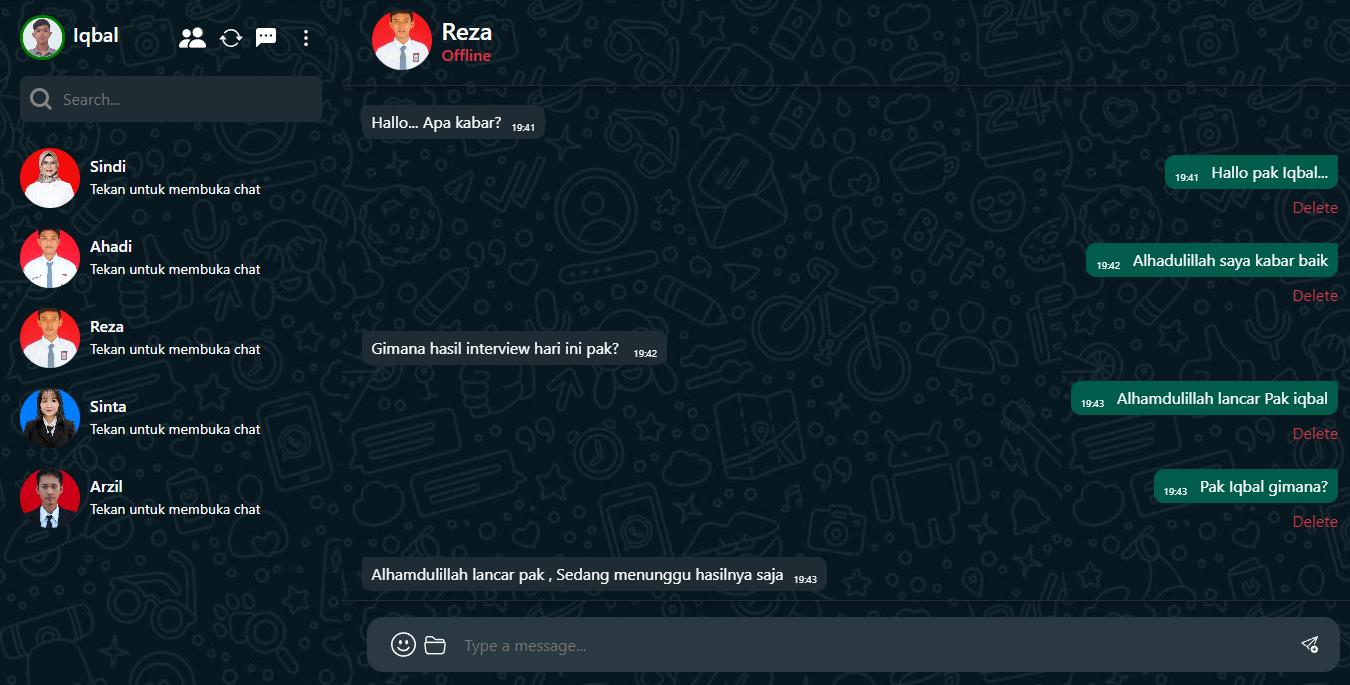 Iqbal
Search...
Sindi
Tekan untuk membuka chat
Ahadi
Tekan untuk membuka chat
Reza
Tekan untuk membuka chat
Sinta
Tekan untuk membuka chat
Arzil
Tekan untuk membuka chat
Reza
Offline
Hallo... Apa kabar? 19:41
19:41 Hallo pak Iqbal...
Delete
19:42 Alhadulillah saya kabar baik
Delete
Gimana hasil interview hari ini pak? 19:42
19:43 Alhamdulillah lancar Pak iqbal
Delete
19:43 Pak Iqbal gimana?
Delete
Alhamdulillah lancar pak , Sedang menunggu hasilnya saja 19:43
Type a message...